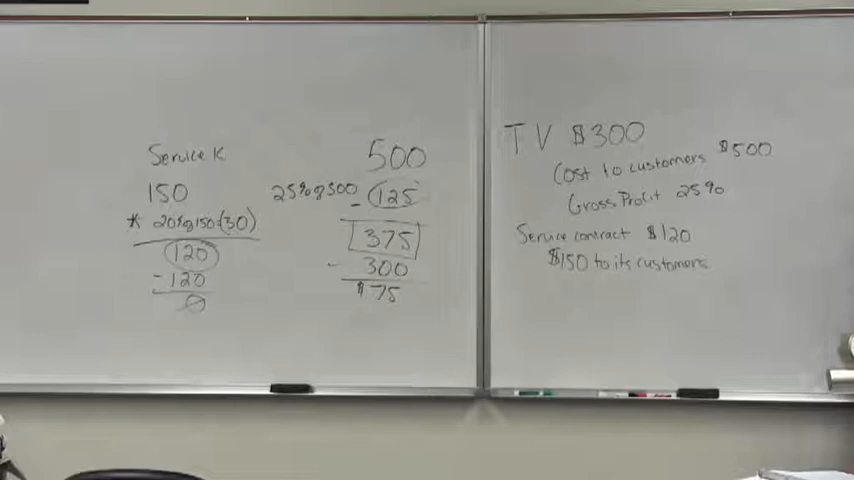 Service K
150
* 20% of 150 (30)
120
-120
0
500
25% of 500 - 125
375
- 300
$75
TV $300
Cost to customers $500
Gross Profit 25%
Service contract $120
$150 to its customers